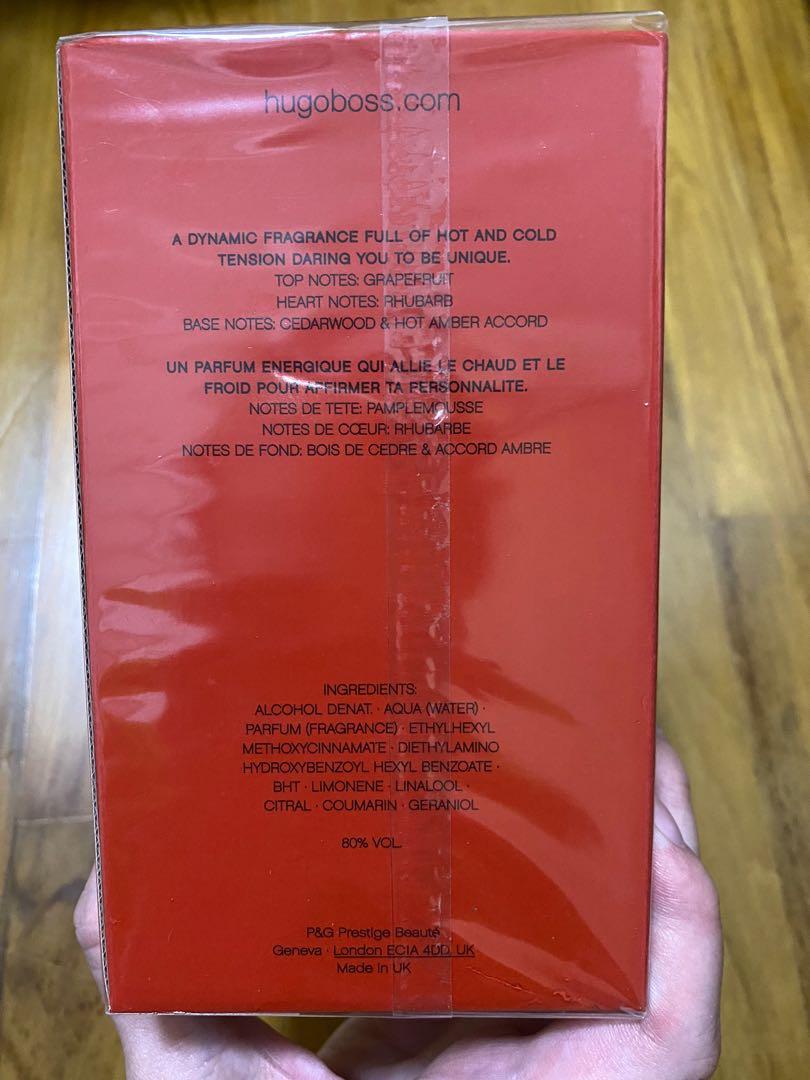 hugoboss.com
A DYNAMIC FRAGRANCE FULL OF HOT AND COLD
TENSION DARING YOU TO BE UNIQUE.
TOP NOTES: GRAPEFRUIT
HEART NOTES: RHUBARB
BASE NOTES: CEDARWOOD & HOT AMBER ACCORD
UN PARFUM ENERGIQUE QUI ALLIE LE CHAUD ET LE
FROID POUR AFFIRMER TA PERSONNALITE.
NOTES DE TETE: PAMPLEMOUSSE
NOTES DE CŒUR: RHUBARBE
NOTES DE FOND: BOIS DE CEDRE & ACCORD AMBRE
INGREDIENTS:
ALCOHOL DENAT. · AQUA (WATER) ·
PARFUM (FRAGRANCE) · ETHYLHEXYL
METHOXYCINNAMATE · DIETHYLAMINO
HYDROXYBENZOYL HEXYL BENZOATE ·
BHT · LIMONENE · LINALOOL ·
CITRAL · COUMARIN · GERANIOL
80% VOL.
P&G Prestige Beauté
Geneva · London EC1A 4DD, UK
Made in UK